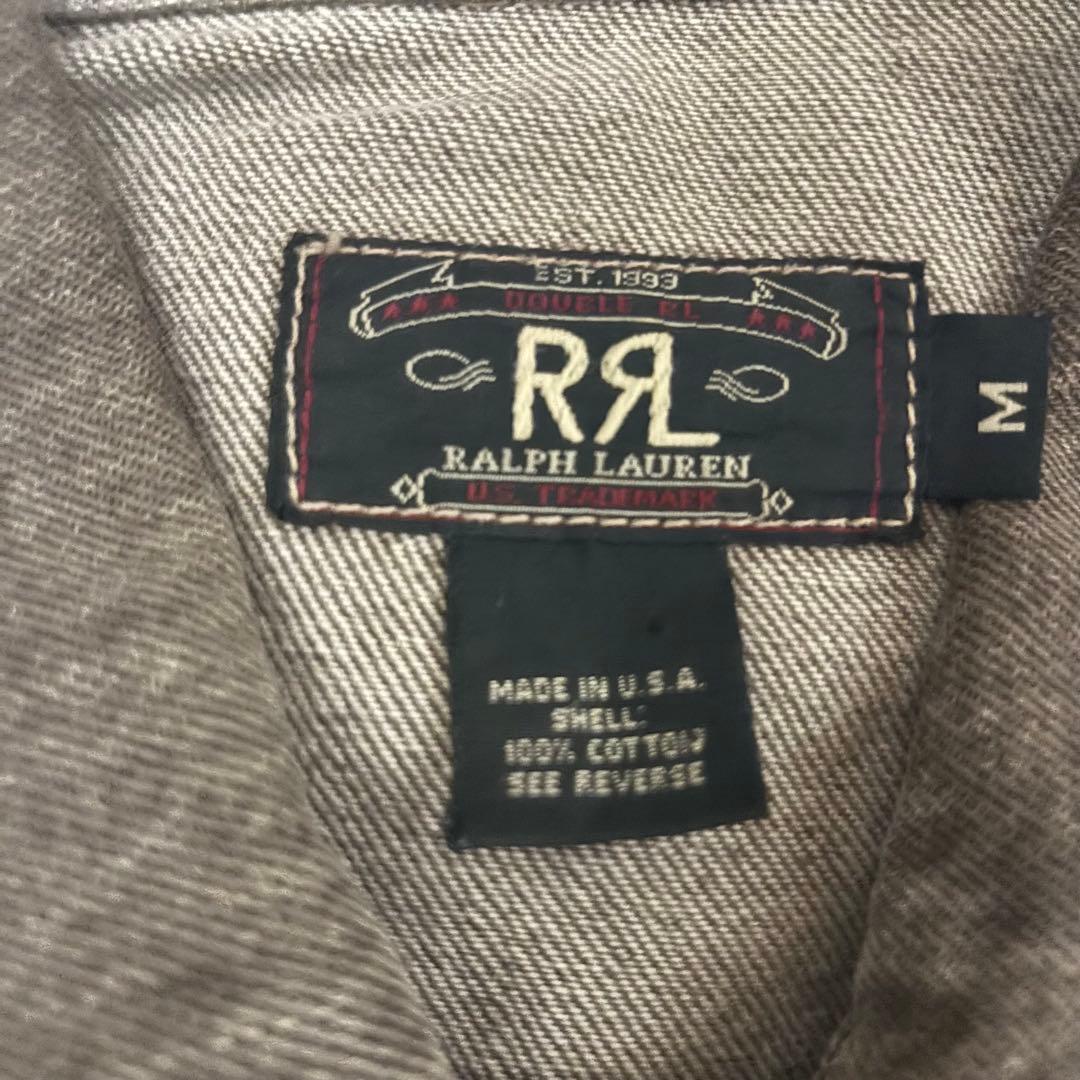 EST. 1993
DOUBLE RL
RRL
RALPH LAUREN
U.S. TRADEMARK
M
MADE IN U.S.A.
SHELL:
100% COTTON
SEE REVERSE